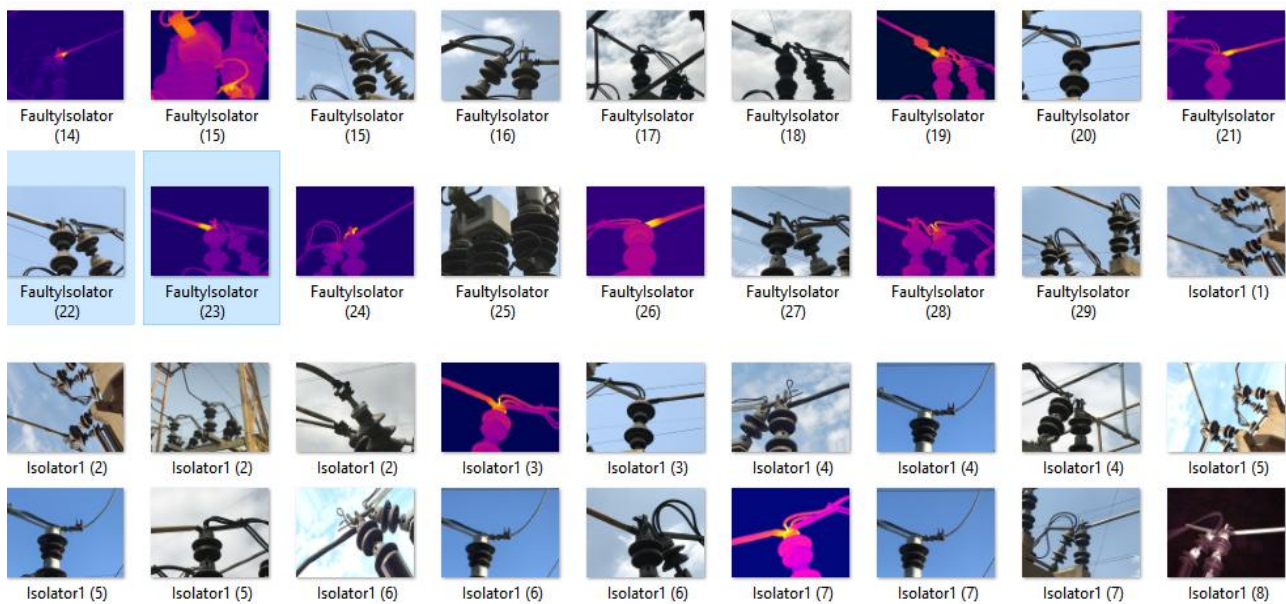 FaultyIsolator FaultyIsolator FaultyIsolator FaultyIsolator FaultyIsolator FaultyIsolator FaultyIsolator FaultyIsolator FaultyIsolator
(14) (15) (15) (16) (17) (18) (19) (20) (21)
FaultyIsolator FaultyIsolator FaultyIsolator FaultyIsolator FaultyIsolator FaultyIsolator FaultyIsolator FaultyIsolator Isolator1 (1)
(22) (23) (24) (25) (26) (27) (28) (29)
Isolator1 (2) Isolator1 (2) Isolator1 (2) Isolator1 (3) Isolator1 (3) Isolator1 (4) Isolator1 (4) Isolator1 (4) Isolator1 (5)
Isolator1 (5) Isolator1 (5) Isolator1 (6) Isolator1 (6) Isolator1 (6) Isolator1 (7) Isolator1 (7) Isolator1 (7) Isolator1 (8)